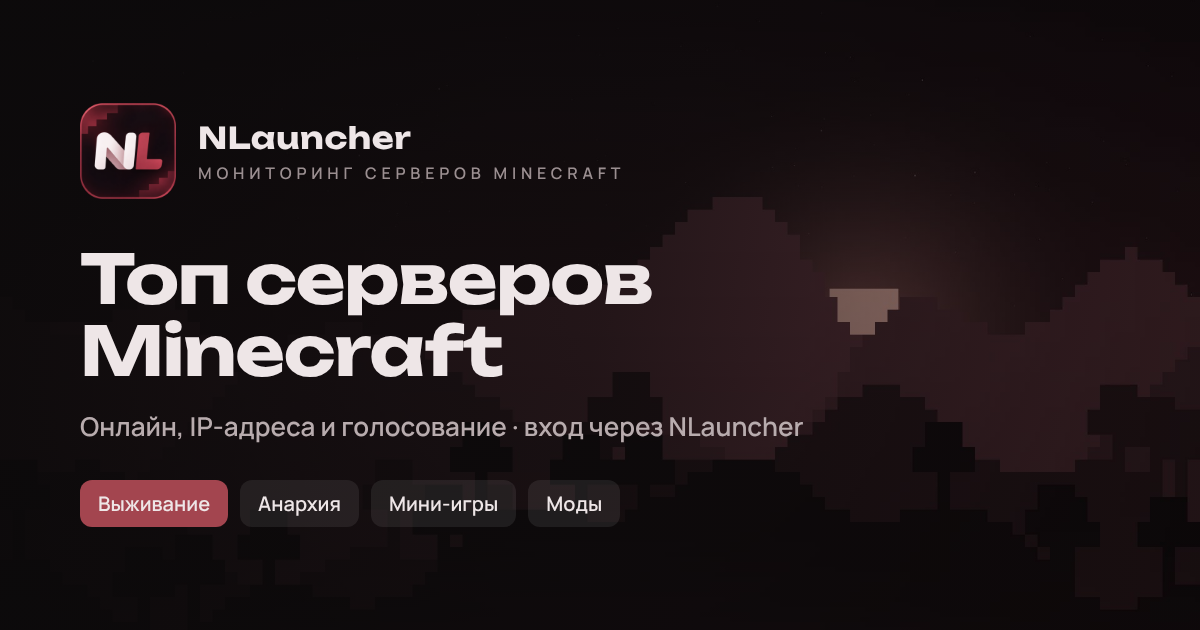 NL
NLauncher
МОНИТОРИНГ СЕРВЕРОВ MINECRAFT
Топ серверов
Minecraft
Онлайн, IP-адреса и голосование · вход через NLauncher
Выживание Анархия Мини-игры Моды